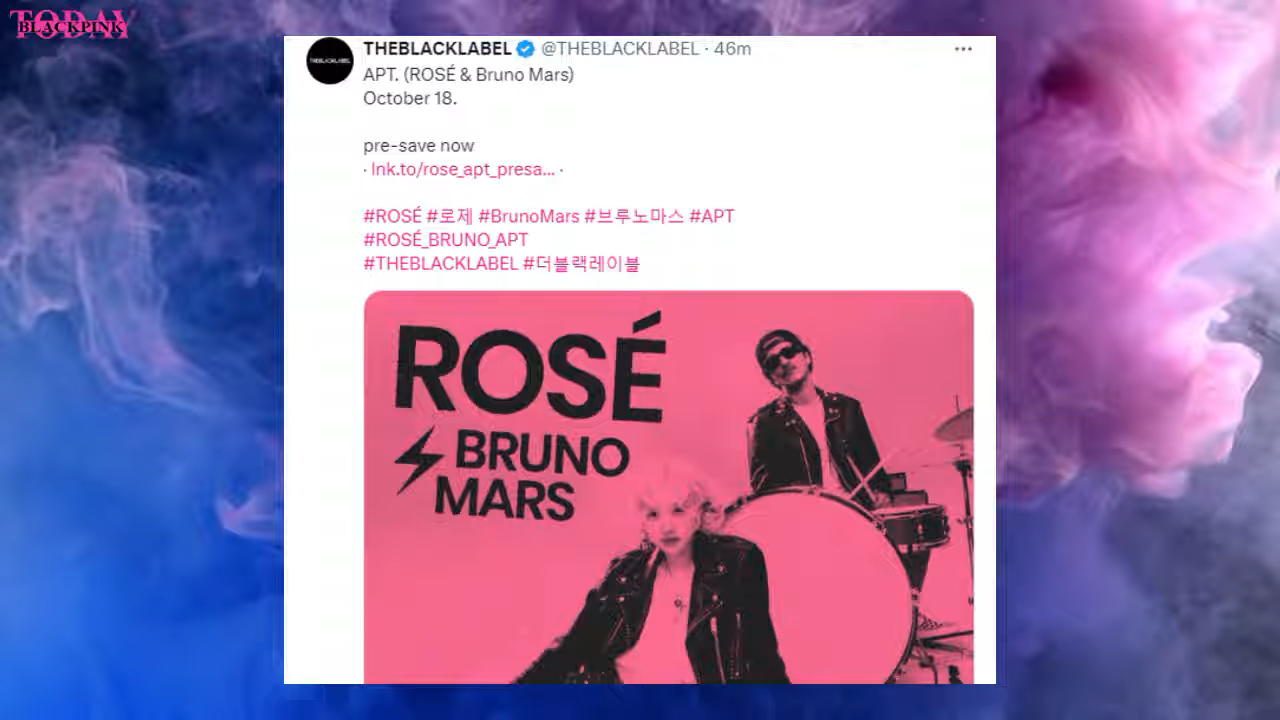 TODAY
BLACKPINK
THEBLACKLABEL @THEBLACKLABEL · 46m
THEBLACKLABEL
APT. (ROSÉ & Bruno Mars)
October 18.
pre-save now
· lnk.to/rose_apt_presa... ·
#ROSÉ #로제 #BrunoMars #브루노마스 #APT
#ROSÉ_BRUNO_APT
#THEBLACKLABEL #더블랙레이블
ROSÉ
BRUNO
MARS